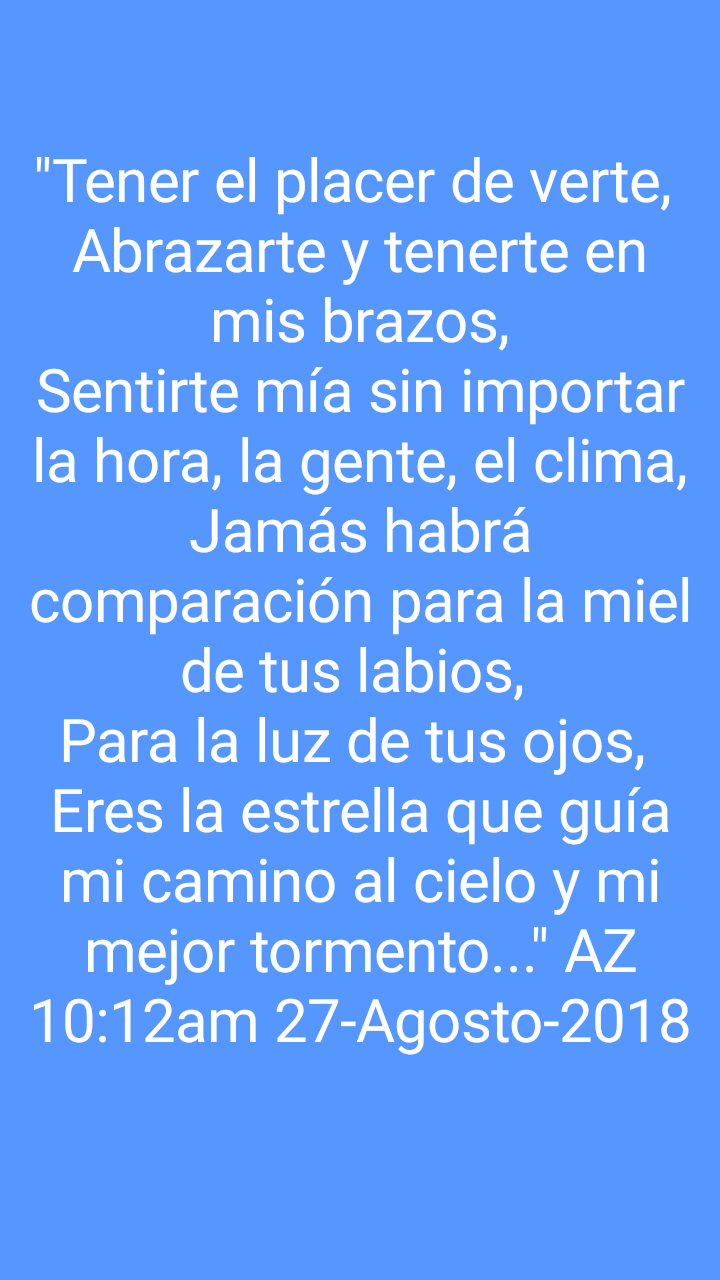 "Tener el placer de verte,
Abrazarte y tenerte en
mis brazos,
Sentirte mía sin importar
la hora, la gente, el clima,
Jamás habrá
comparación para la miel
de tus labios,
Para la luz de tus ojos,
Eres la estrella que guía
mi camino al cielo y mi
mejor tormento..." AZ
10:12am 27-Agosto-2018